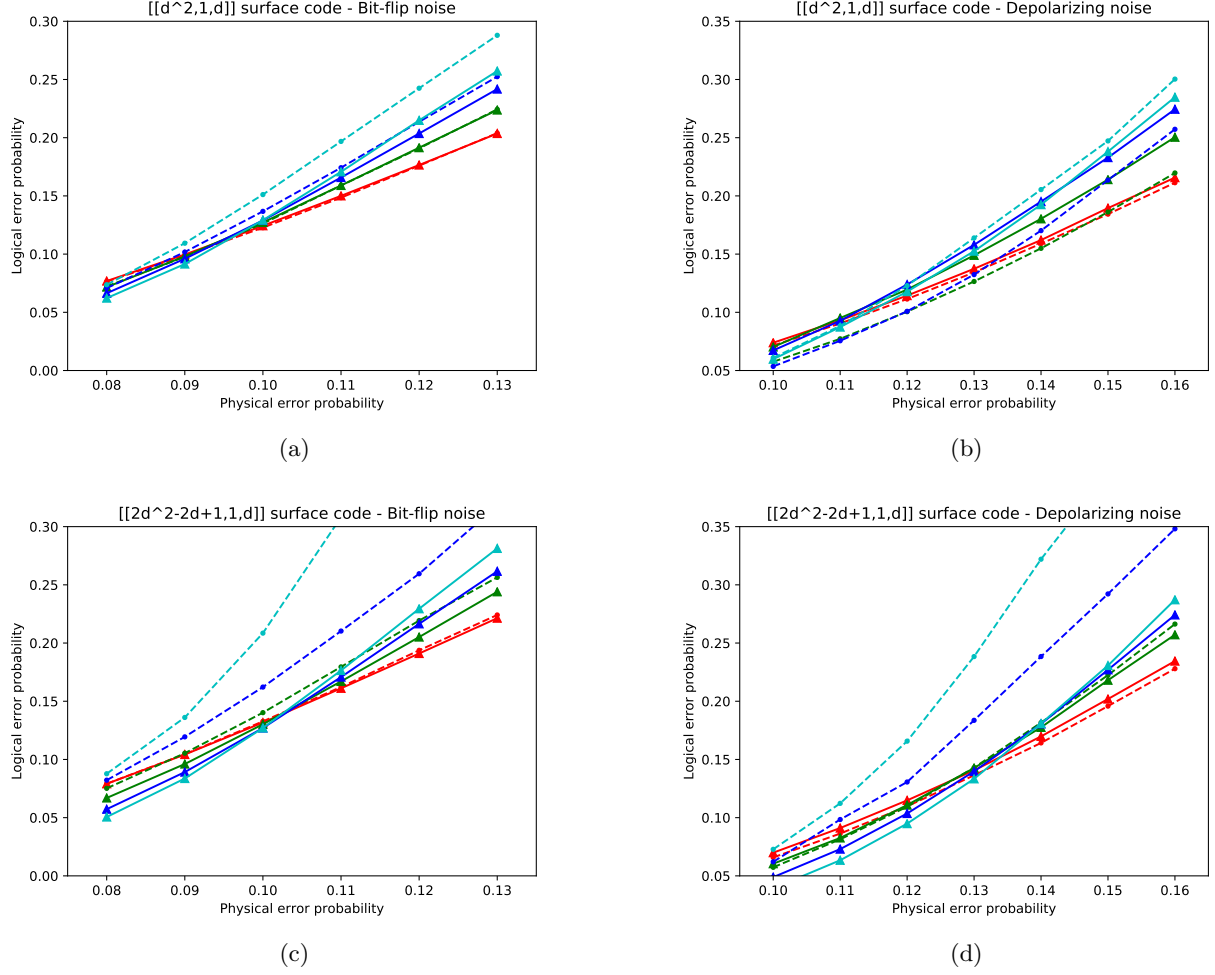 [[d^2,1,d]] surface code - Bit-flip noise
0.30
0.25
0.20
0.15
0.10
0.05
0.00
Logical error probability
0.08 0.09 0.10 0.11 0.12 0.13
Physical error probability
(a)
[[d^2,1,d]] surface code - Depolarizing noise
0.35
0.30
0.25
0.20
0.15
0.10
0.05
Logical error probability
0.10 0.11 0.12 0.13 0.14 0.15 0.16
Physical error probability
(b)
[[2d^2-2d+1,1,d]] surface code - Bit-flip noise
0.30
0.25
0.20
0.15
0.10
0.05
0.00
Logical error probability
0.08 0.09 0.10 0.11 0.12 0.13
Physical error probability
(c)
[[2d^2-2d+1,1,d]] surface code - Depolarizing noise
0.35
0.30
0.25
0.20
0.15
0.10
0.05
Logical error probability
0.10 0.11 0.12 0.13 0.14 0.15 0.16
Physical error probability
(d)